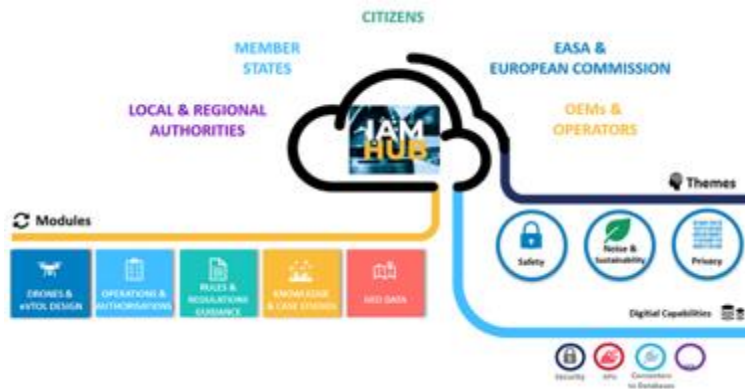 CITIZENS
MEMBER
STATES
EASA &
EUROPEAN COMMISSION
LOCAL & REGIONAL
AUTHORITIES
OEMs &
OPERATORS
IAM
HUB
Themes
Modules
Safety
Noise &
Sustainability
Privacy
DRONES &
eVTOL DESIGN
OPERATIONS &
AUTHORISATIONS
RULES &
REGULATIONS
GUIDANCE
KNOWLEDGE
& CASE STUDIES
GEO DATA
Digitial Capabilities
Security
APIs
Connectors
to Databases